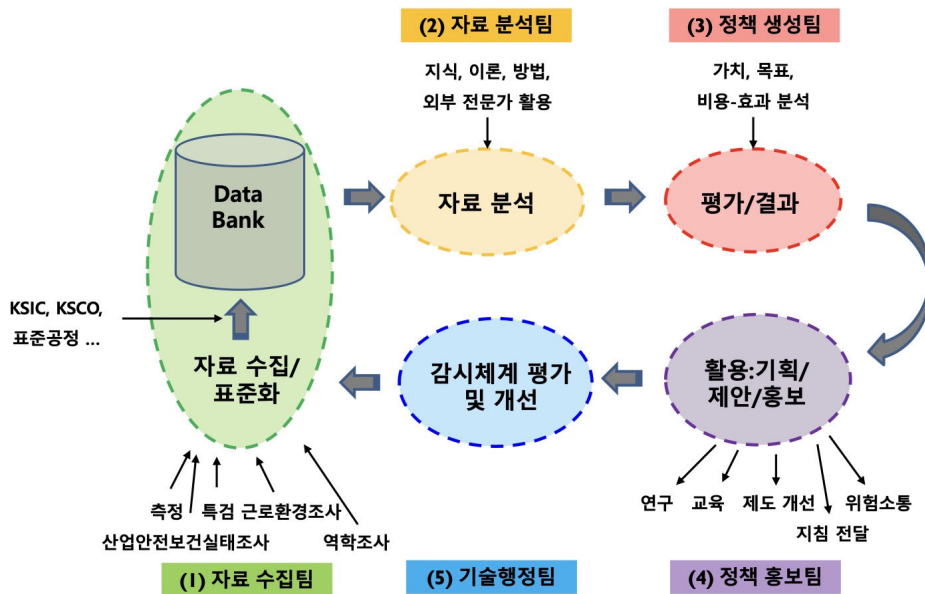 (2) 자료 분석팀
(3) 정책 생성팀
지식, 이론, 방법,
외부 전문가 활용
가치, 목표,
비용-효과 분석
Data
Bank
자료 분석
평가/결과
KSIC, KSCO,
표준공정 ...
자료 수집/
표준화
감시체계 평가
및 개선
활용:기획/
제안/홍보
측정 특검 근로환경조사
산업안전보건실태조사 역학조사
연구 교육 제도 개선 위험소통
지침 전달
(1) 자료 수집팀
(5) 기술행정팀
(4) 정책 홍보팀